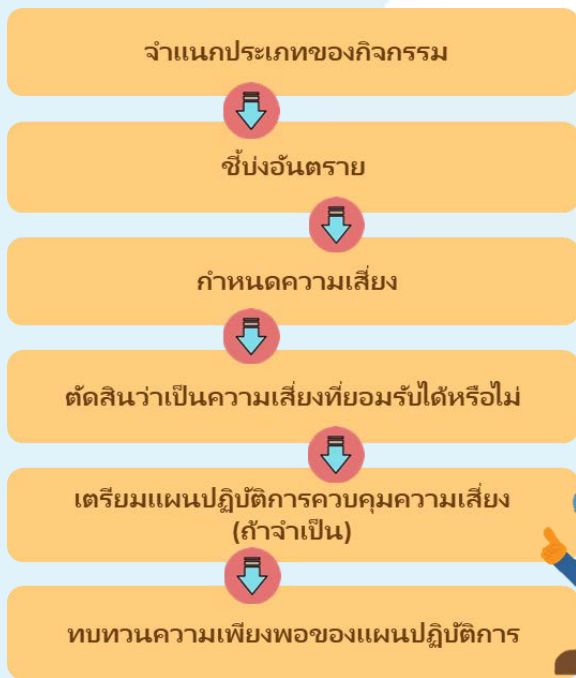 จำแนกประเภทของกิจกรรม
ชี้บ่งอันตราย
กำหนดความเสี่ยง
ตัดสินว่าเป็นความเสี่ยงที่ยอมรับได้หรือไม่
เตรียมแผนปฏิบัติการควบคุมความเสี่ยง
(ถ้าจำเป็น)
ทบทวนความเพียงพอของแผนปฏิบัติการ